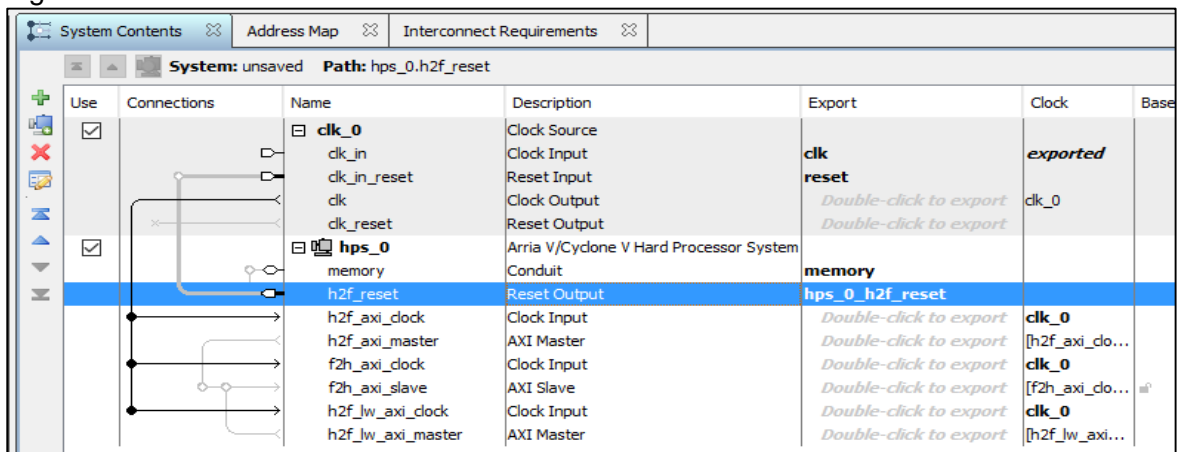 System Contents Address Map Interconnect Requirements
System: unsaved Path: hps_0.h2f_reset
Use Connections Name Description Export Clock Base
clk_0 Clock Source
clk_in Clock Input clk exported
clk_in_reset Reset Input reset
clk Clock Output Double-click to export clk_0
clk_reset Reset Output Double-click to export
hps_0 Arria V/Cyclone V Hard Processor System
memory Conduit memory
h2f_reset Reset Output hps_0_h2f_reset
h2f_axi_clock Clock Input Double-click to export clk_0
h2f_axi_master AXI Master Double-click to export [h2f_axi_clo...
f2h_axi_clock Clock Input Double-click to export clk_0
f2h_axi_slave AXI Slave Double-click to export [f2h_axi_clo...
h2f_lw_axi_clock Clock Input Double-click to export clk_0
h2f_lw_axi_master AXI Master Double-click to export [h2f_lw_axi...